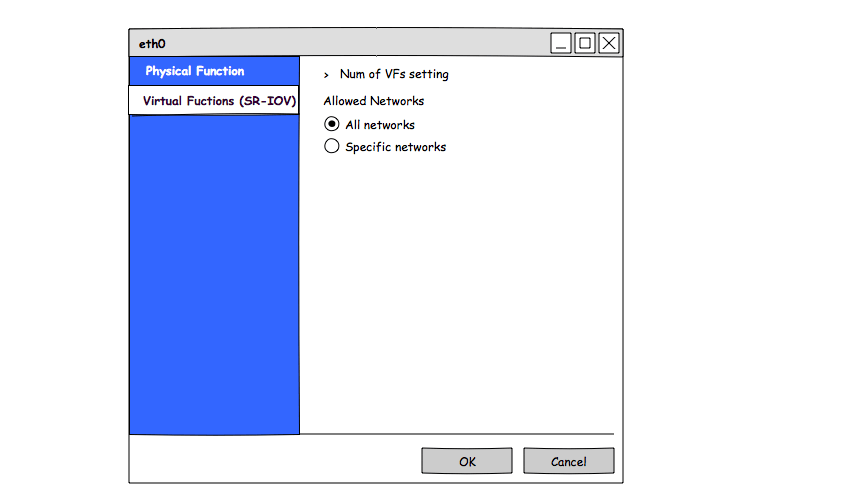 eth0
Physical Function
Virtual Fuctions (SR-IOV)
> Num of VFs setting
Allowed Networks
All networks
Specific networks
OK
Cancel